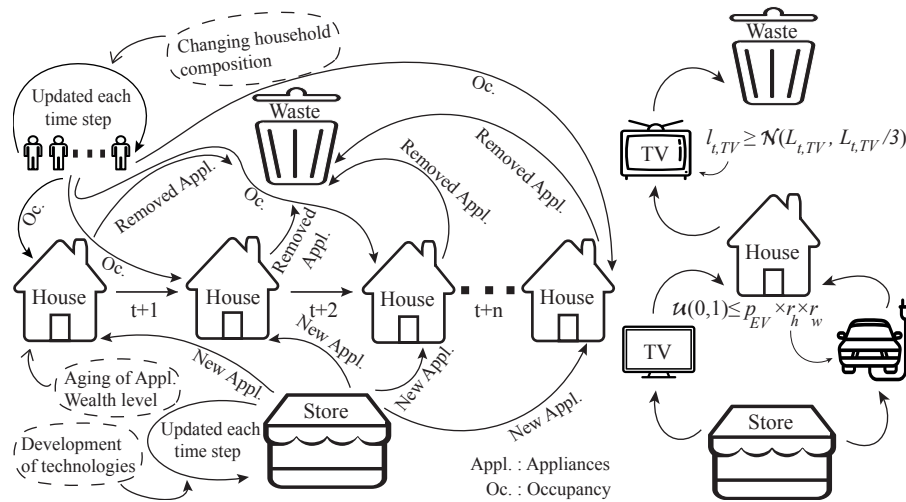 Changing household
composition
Updated each
time step
Oc.
Waste
Waste
TV
l_{t,TV} ≥ 𝒩(L_{t,TV}, L_{t,TV}/3)
Oc.
Removed Appl.
Oc.
Removed Appl.
Removed Appl.
Removed
Appl.
Oc.
House
House
House
House
House
t+1
t+2
t+n
𝒰(0,1) ≤ p_{EV} × r_h × r_w
TV
New Appl.
New Appl.
New Appl.
New Appl.
Aging of Appl.
Wealth level
Development
of technologies
Updated each
time step
Store
Store
Appl. : Appliances
Oc. : Occupancy